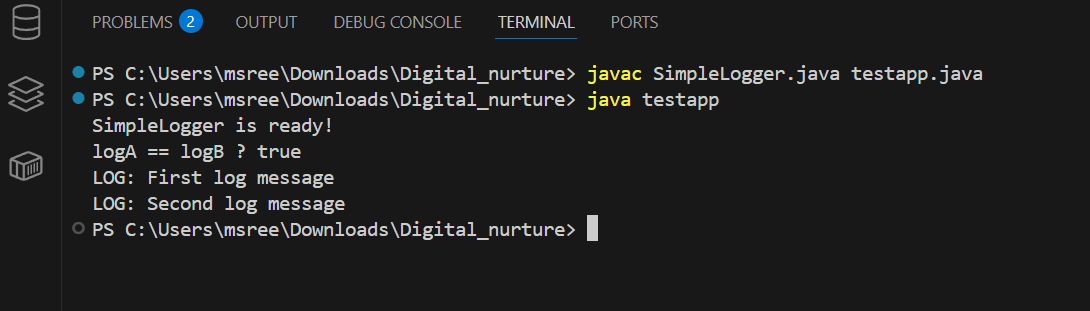 PROBLEMS 2 OUTPUT DEBUG CONSOLE TERMINAL PORTS
PS C:\Users\msree\Downloads\Digital_nurture> javac SimpleLogger.java testapp.java
PS C:\Users\msree\Downloads\Digital_nurture> java testapp
SimpleLogger is ready!
logA == logB ? true
LOG: First log message
LOG: Second log message
PS C:\Users\msree\Downloads\Digital_nurture>